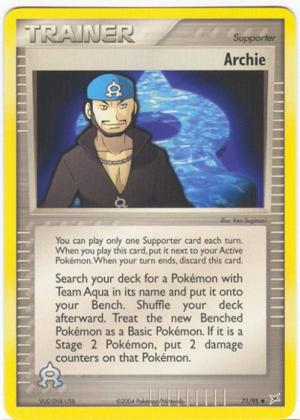 TRAINER
Supporter
Archie
Illus. Ken Sugimori
You can play only one Supporter card each turn.
When you play this card, put it next to your Active
Pokémon. When your turn ends, discard this card.
Search your deck for a Pokémon with
Team Aqua in its name and put it onto
your Bench. Shuffle your deck
afterward. Treat the new Benched
Pokémon as a Basic Pokémon. If it is a
Stage 2 Pokémon, put 2 damage
counters on that Pokémon.
©2004 Pokémon/Nintendo
71/95